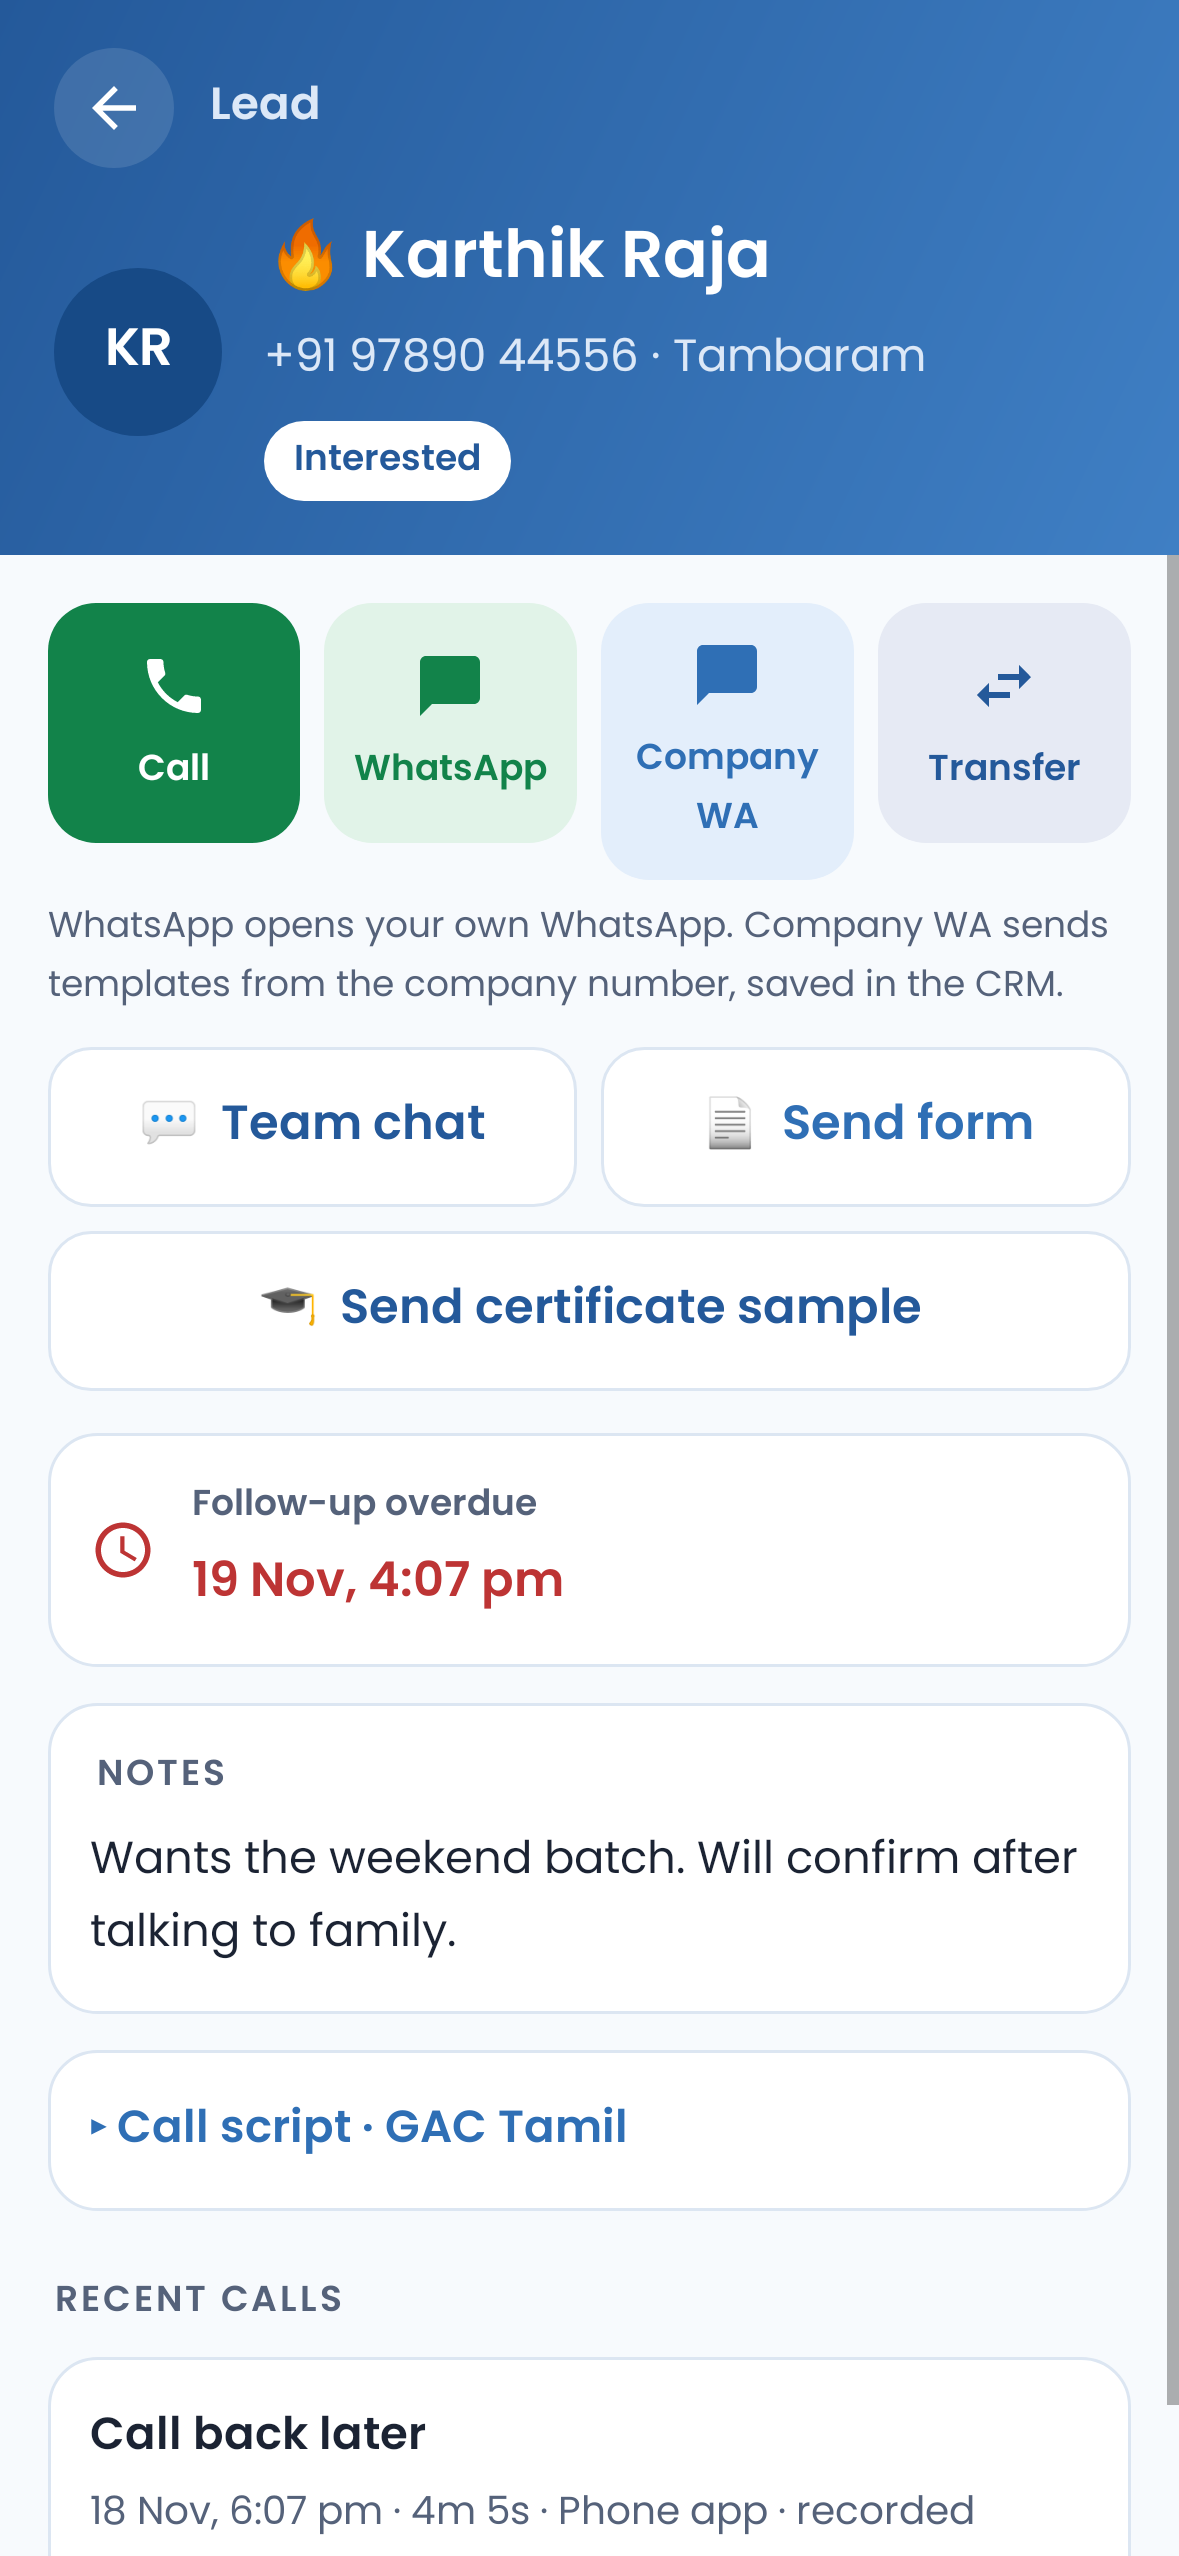 Lead
🔥 Karthik Raja
KR
+91 97890 44556 · Tambaram
Interested
Call
WhatsApp
Company
WA
Transfer
WhatsApp opens your own WhatsApp. Company WA sends
templates from the company number, saved in the CRM.
💬 Team chat
📄 Send form
🎓 Send certificate sample
Follow-up overdue
19 Nov, 4:07 pm
NOTES
Wants the weekend batch. Will confirm after
talking to family.
▸ Call script · GAC Tamil
RECENT CALLS
Call back later
18 Nov, 6:07 pm · 4m 5s · Phone app · recorded